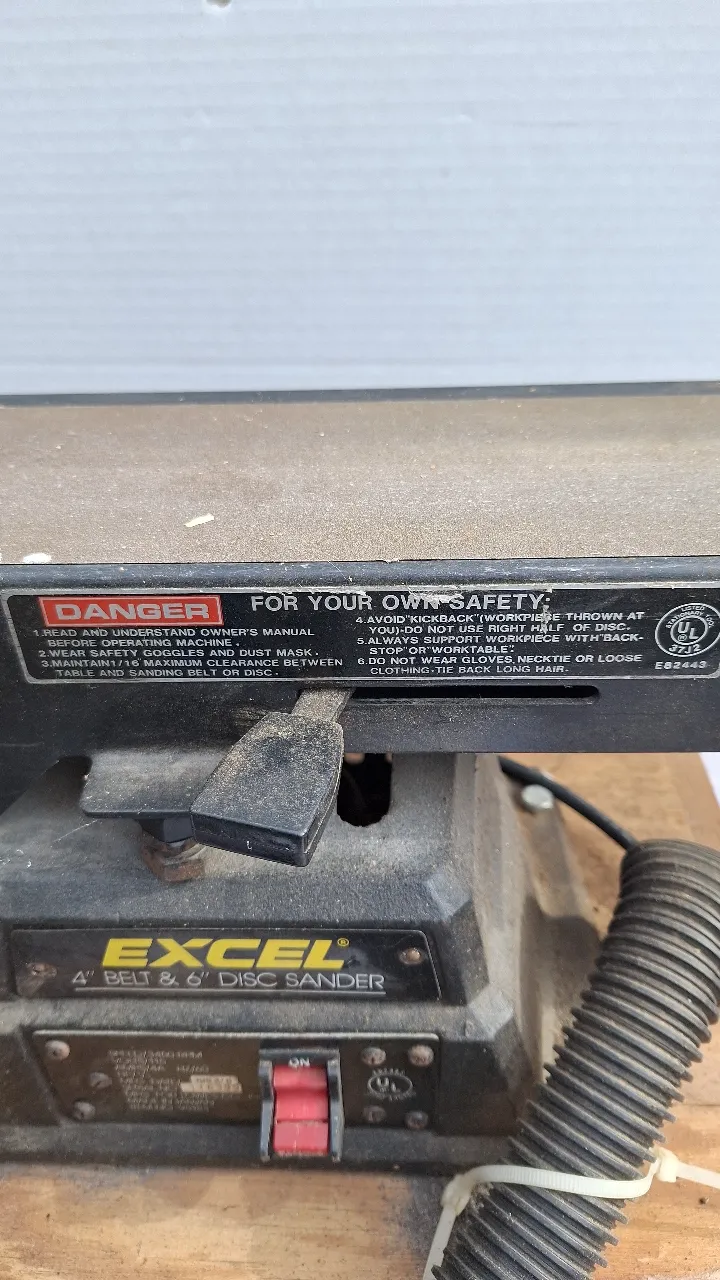 DANGER FOR YOUR OWN SAFETY:
1.READ AND UNDERSTAND OWNER'S MANUAL
BEFORE OPERATING MACHINE.
2.WEAR SAFETY GOGGLES AND DUST MASK.
3.MAINTAIN 1/16" MAXIMUM CLEARANCE BETWEEN
TABLE AND SANDING BELT OR DISC.
4.AVOID"KICKBACK"(WORKPIECE THROWN AT
YOU)-DO NOT USE RIGHT HALF OF DISC.
5.ALWAYS SUPPORT WORKPIECE WITH"BACK-
STOP"OR"WORKTABLE".
6.DO NOT WEAR GLOVES, NECKTIE OR LOOSE
CLOTHING-TIE BACK LONG HAIR.
LISTED
UL®
37J2
E82443
EXCEL®
4" BELT & 6" DISC SANDER
ON
UL